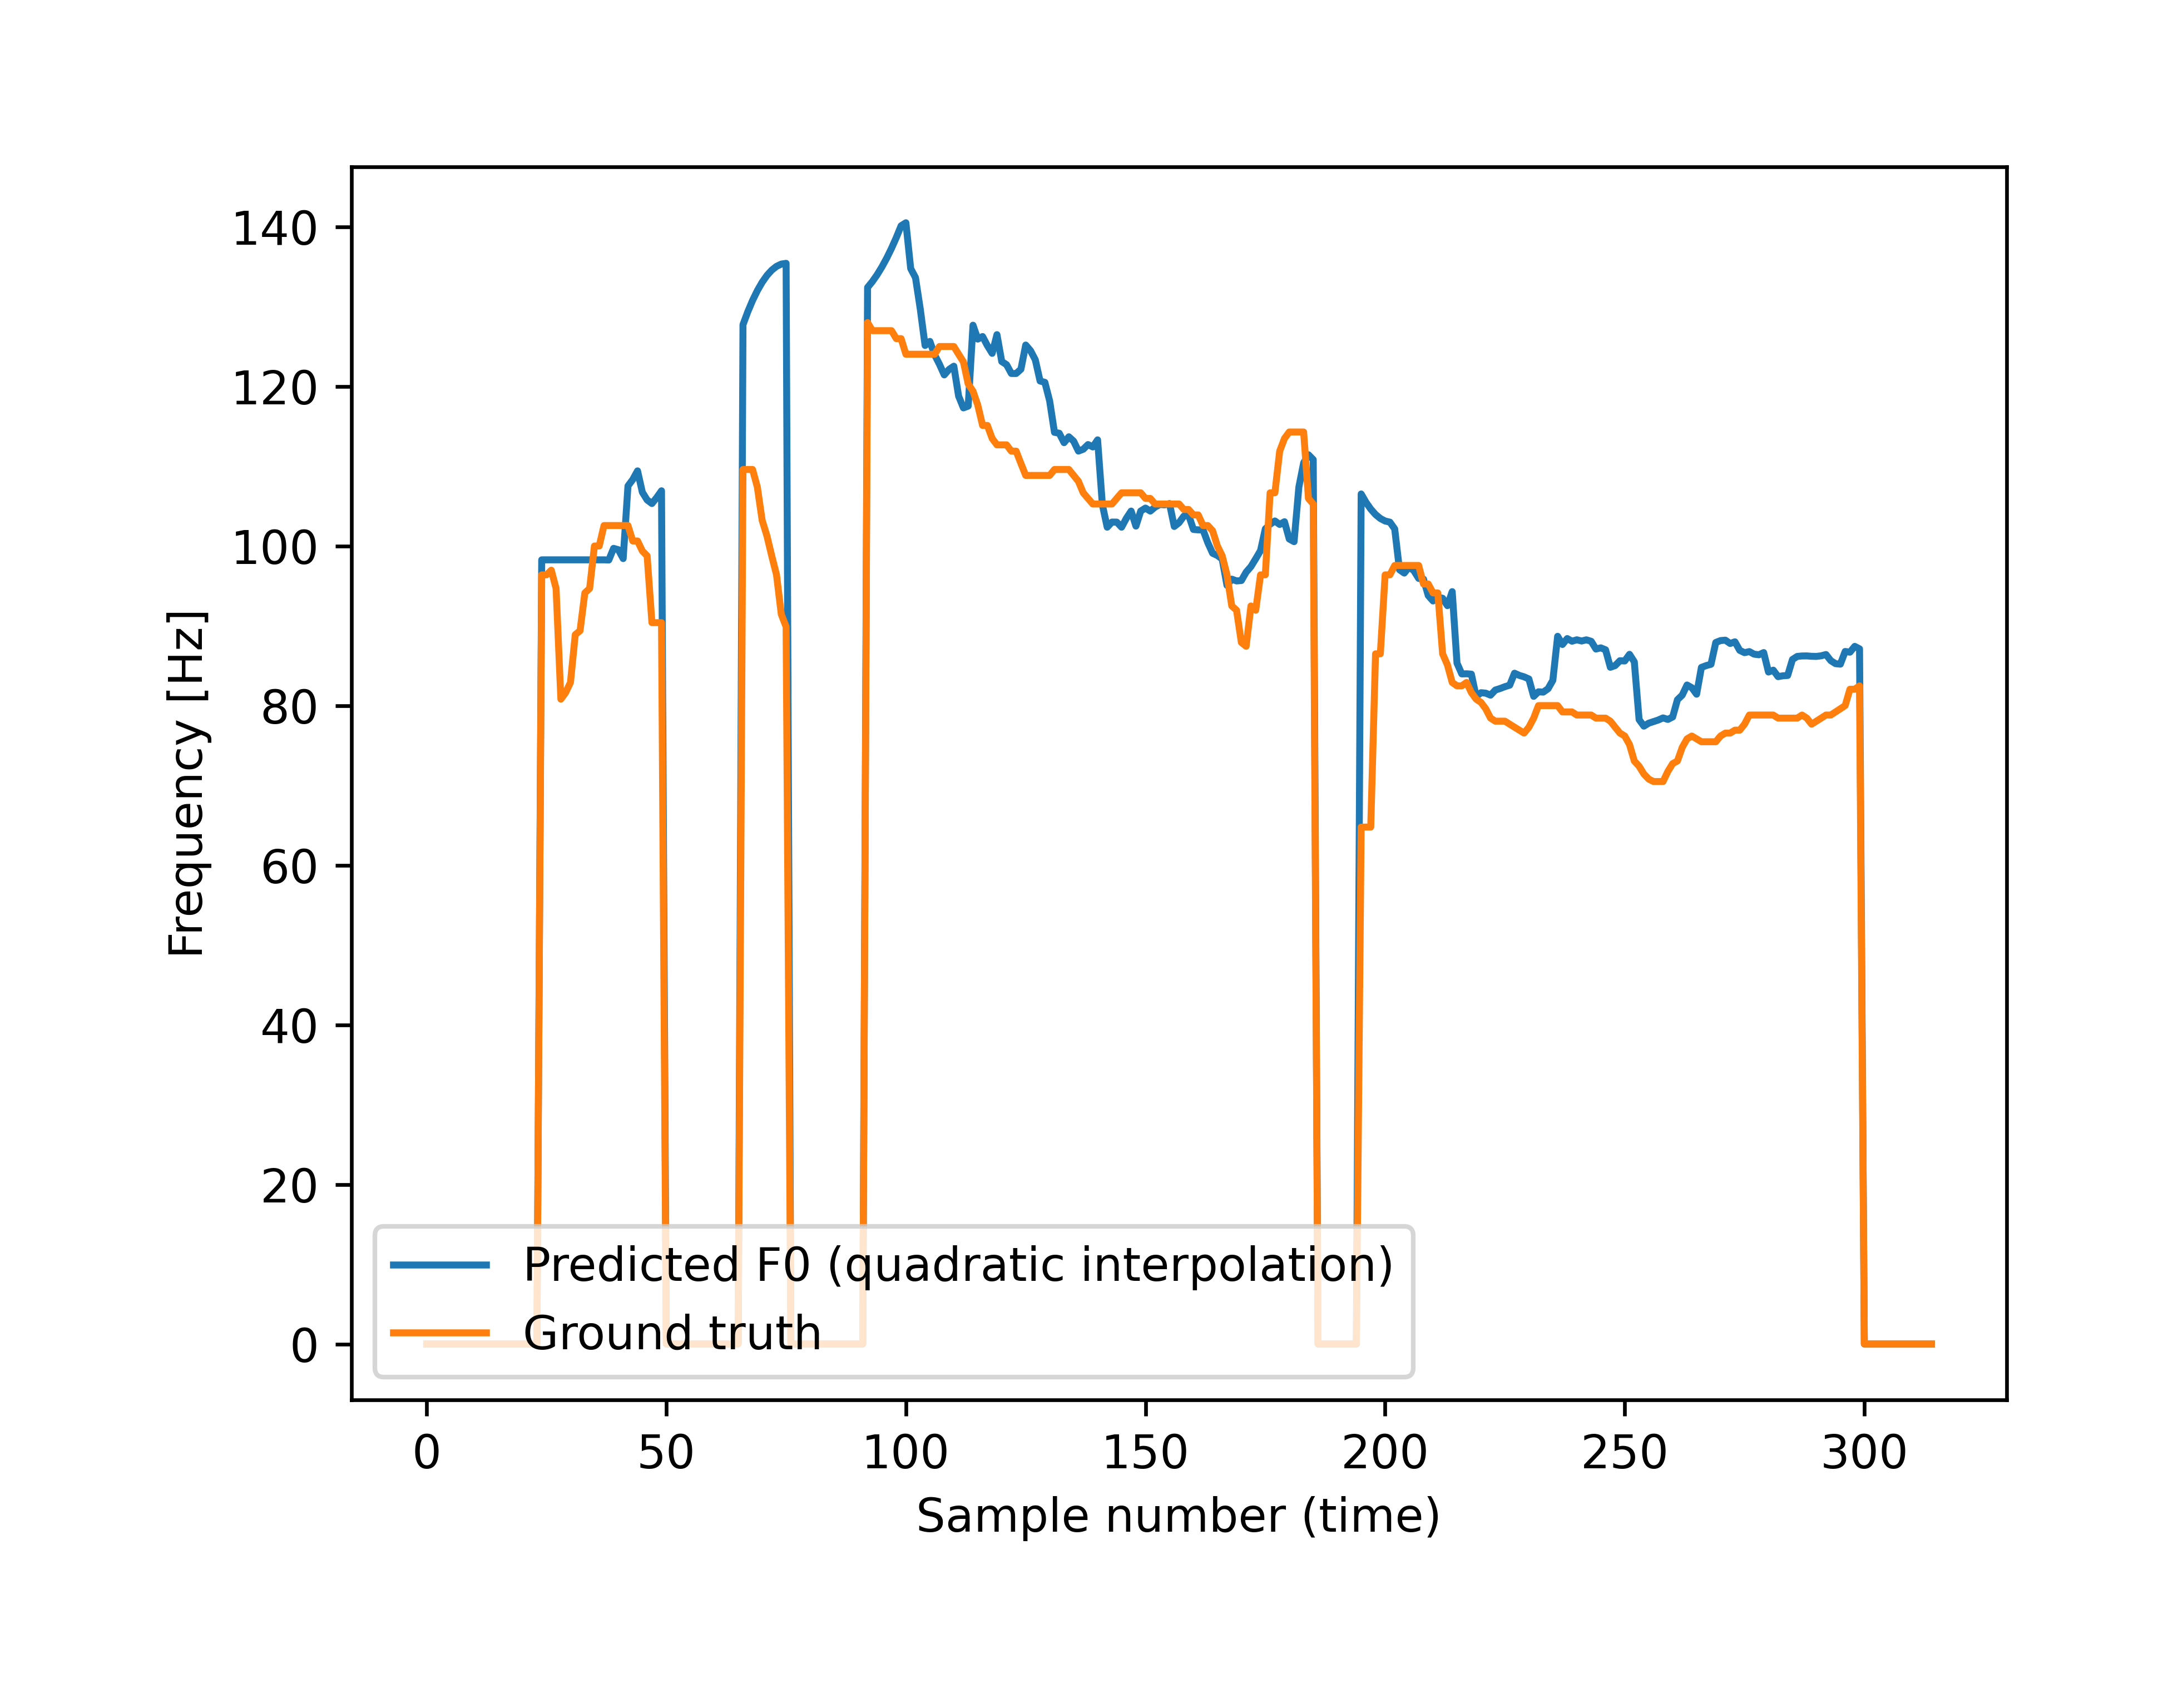 140
120
100
80
60
40
20
0
Frequency [Hz]
Predicted F0 (quadratic interpolation)
Ground truth
0 50 100 150 200 250 300
Sample number (time)